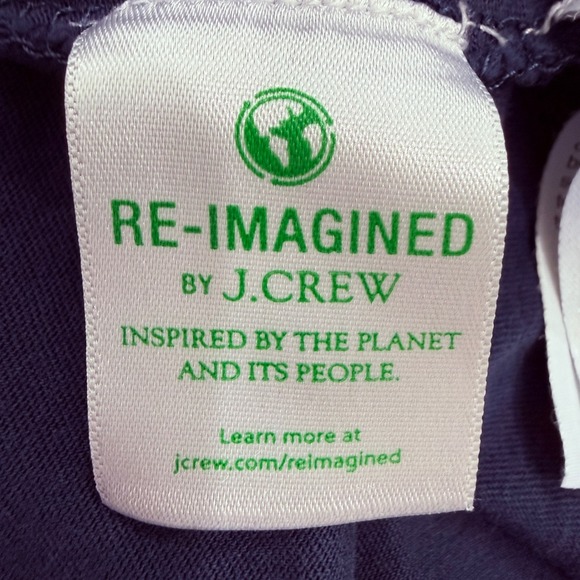 RE-IMAGINED
BY J.CREW
INSPIRED BY THE PLANET
AND ITS PEOPLE.
Learn more at
jcrew.com/reimagined